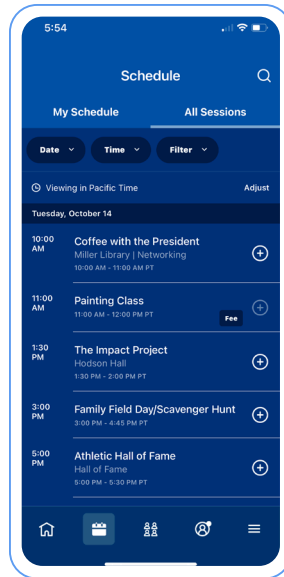 5:54
Schedule
My Schedule
All Sessions
Date
Time
Filter
Viewing in Pacific Time
Adjust
Tuesday, October 14
10:00 AM
Coffee with the President
Miller Library | Networking
10:00 AM - 11:00 AM PT
11:00 AM
Painting Class
11:00 AM - 12:00 PM PT
Fee
1:30 PM
The Impact Project
Hodson Hall
1:30 PM - 2:00 PM PT
3:00 PM
Family Field Day/Scavenger Hunt
3:00 PM - 4:45 PM PT
5:00 PM
Athletic Hall of Fame
Hall of Fame
5:00 PM - 5:30 PM PT